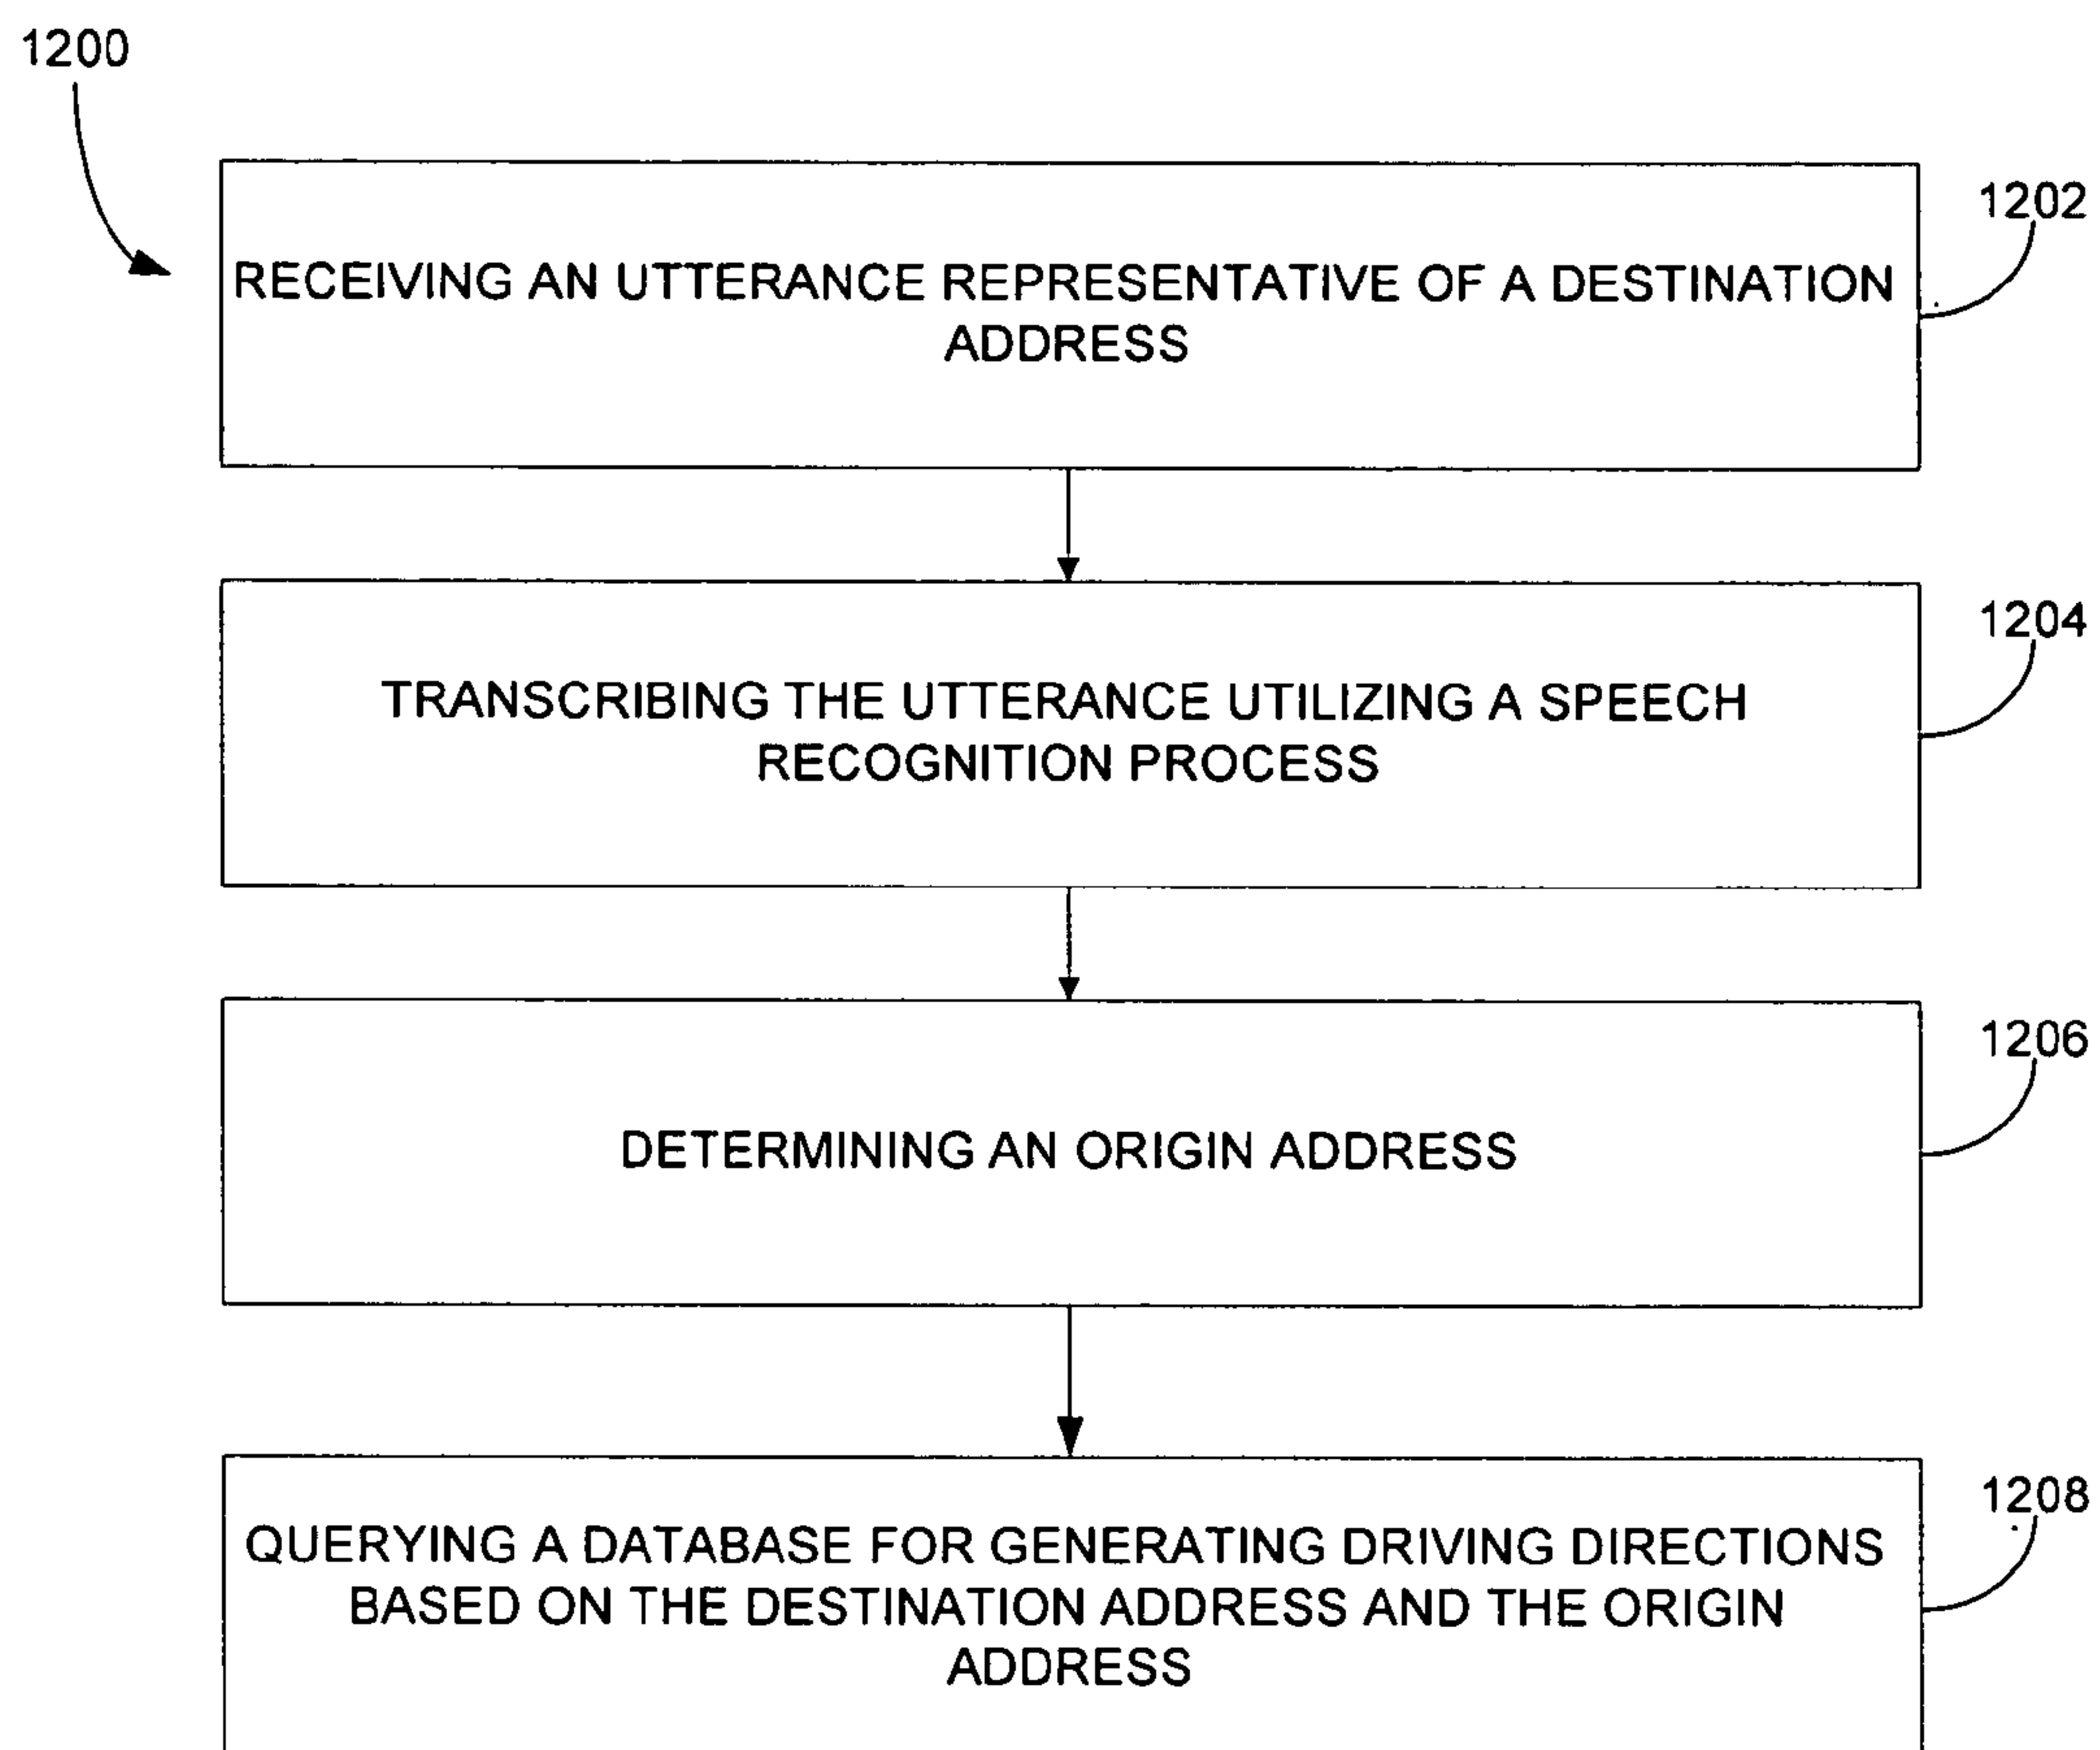 1200
1202
RECEIVING AN UTTERANCE REPRESENTATIVE OF A DESTINATION
ADDRESS
1204
TRANSCRIBING THE UTTERANCE UTILIZING A SPEECH
RECOGNITION PROCESS
1206
DETERMINING AN ORIGIN ADDRESS
1208
QUERYING A DATABASE FOR GENERATING DRIVING DIRECTIONS
BASED ON THE DESTINATION ADDRESS AND THE ORIGIN
ADDRESS